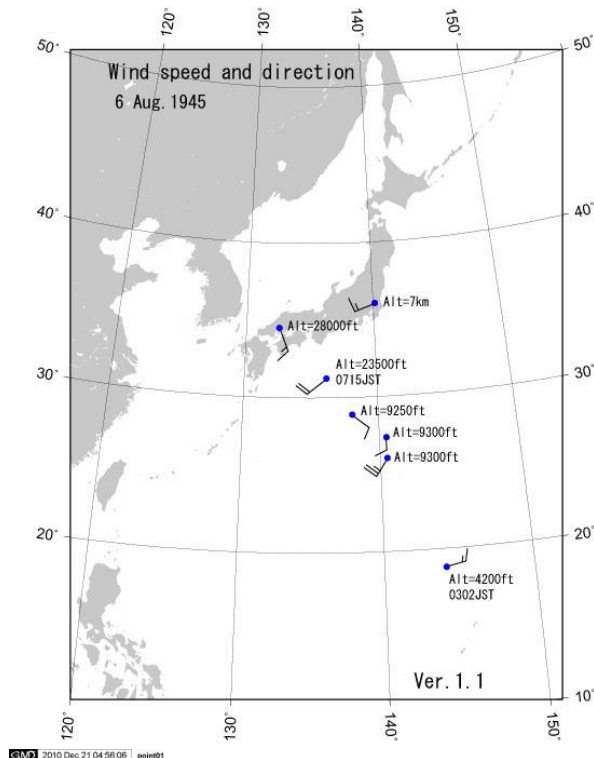 120° 130° 140° 150°
50° 50°
Wind speed and direction
6 Aug.1945
40° 40°
Alt=7km
Alt=28000ft
Alt=23500ft
0715JST
30° 30°
Alt=9250ft
Alt=9300ft
Alt=9300ft
20° 20°
Alt=4200ft
0302JST
Ver.1.1
10°
120° 130° 140° 150°
GMD 2010 Dec 21 04:56:06 point01